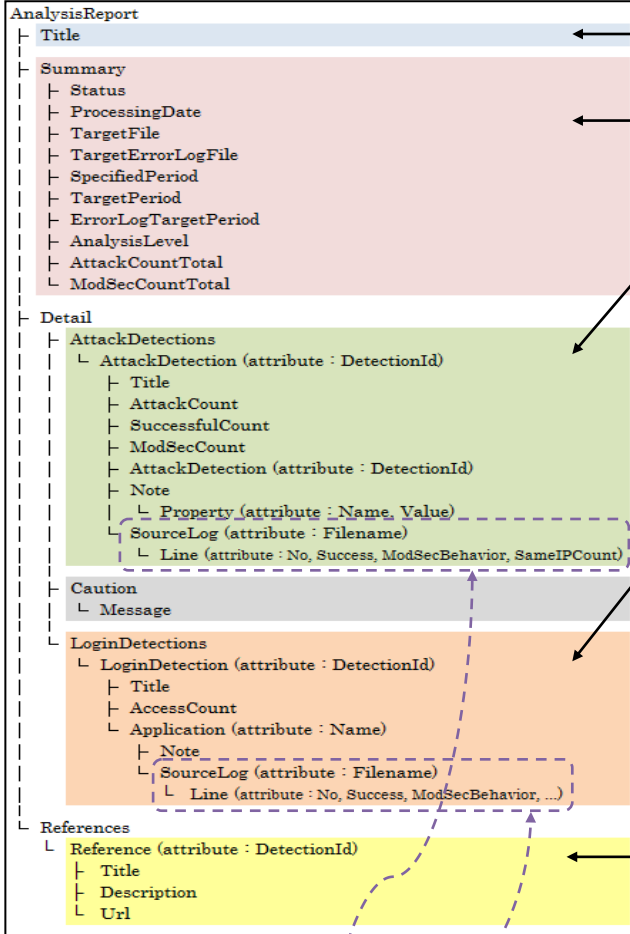 AnalysisReport
├ Title
├ Summary
├ Status
├ ProcessingDate
├ TargetFile
├ TargetErrorLogFile
├ SpecifiedPeriod
├ TargetPeriod
├ ErrorLogTargetPeriod
├ AnalysisLevel
├ AttackCountTotal
└ ModSecCountTotal
├ Detail
├ AttackDetections
└ AttackDetection (attribute : DetectionId)
├ Title
├ AttackCount
├ SuccessfulCount
├ ModSecCount
├ AttackDetection (attribute : DetectionId)
├ Note
└ Property (attribute : Name, Value)
└ SourceLog (attribute : Filename)
└ Line (attribute : No, Success, ModSecBehavior, SameIPCount)
├ Caution
└ Message
└ LoginDetections
└ LoginDetection (attribute : DetectionId)
├ Title
├ AccessCount
└ Application (attribute : Name)
├ Note
└ SourceLog (attribute : Filename)
└ Line (attribute : No, Success, ModSecBehavior, ...)
└ References
└ Reference (attribute : DetectionId)
├ Title
├ Description
└ Url